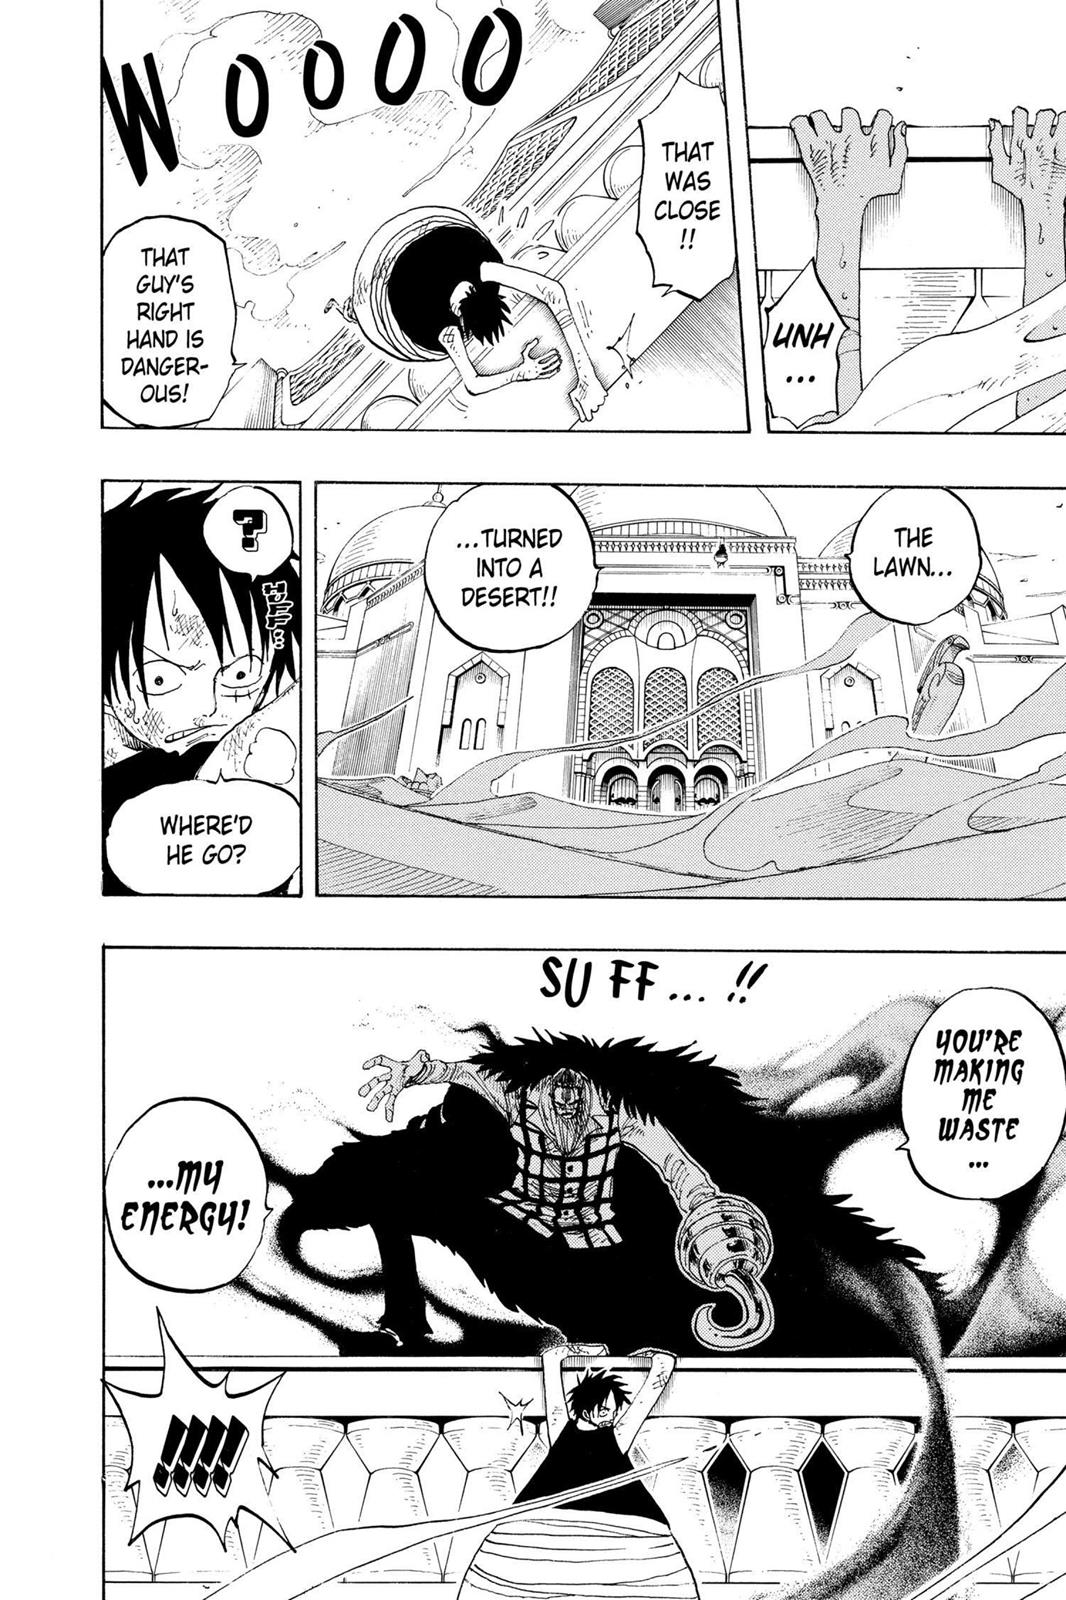 UNH
...
THAT
WAS
CLOSE
!!
WOOOO
THAT
GUY'S
RIGHT
HAND IS
DANGER-
OUS!
THE
LAWN...
...TURNED
INTO A
DESERT!!
?
HUFF...
WHERE'D
HE GO?
SUFF...!!
YOU'RE
MAKING
ME
WASTE
...
...MY
ENERGY!
!!!!!